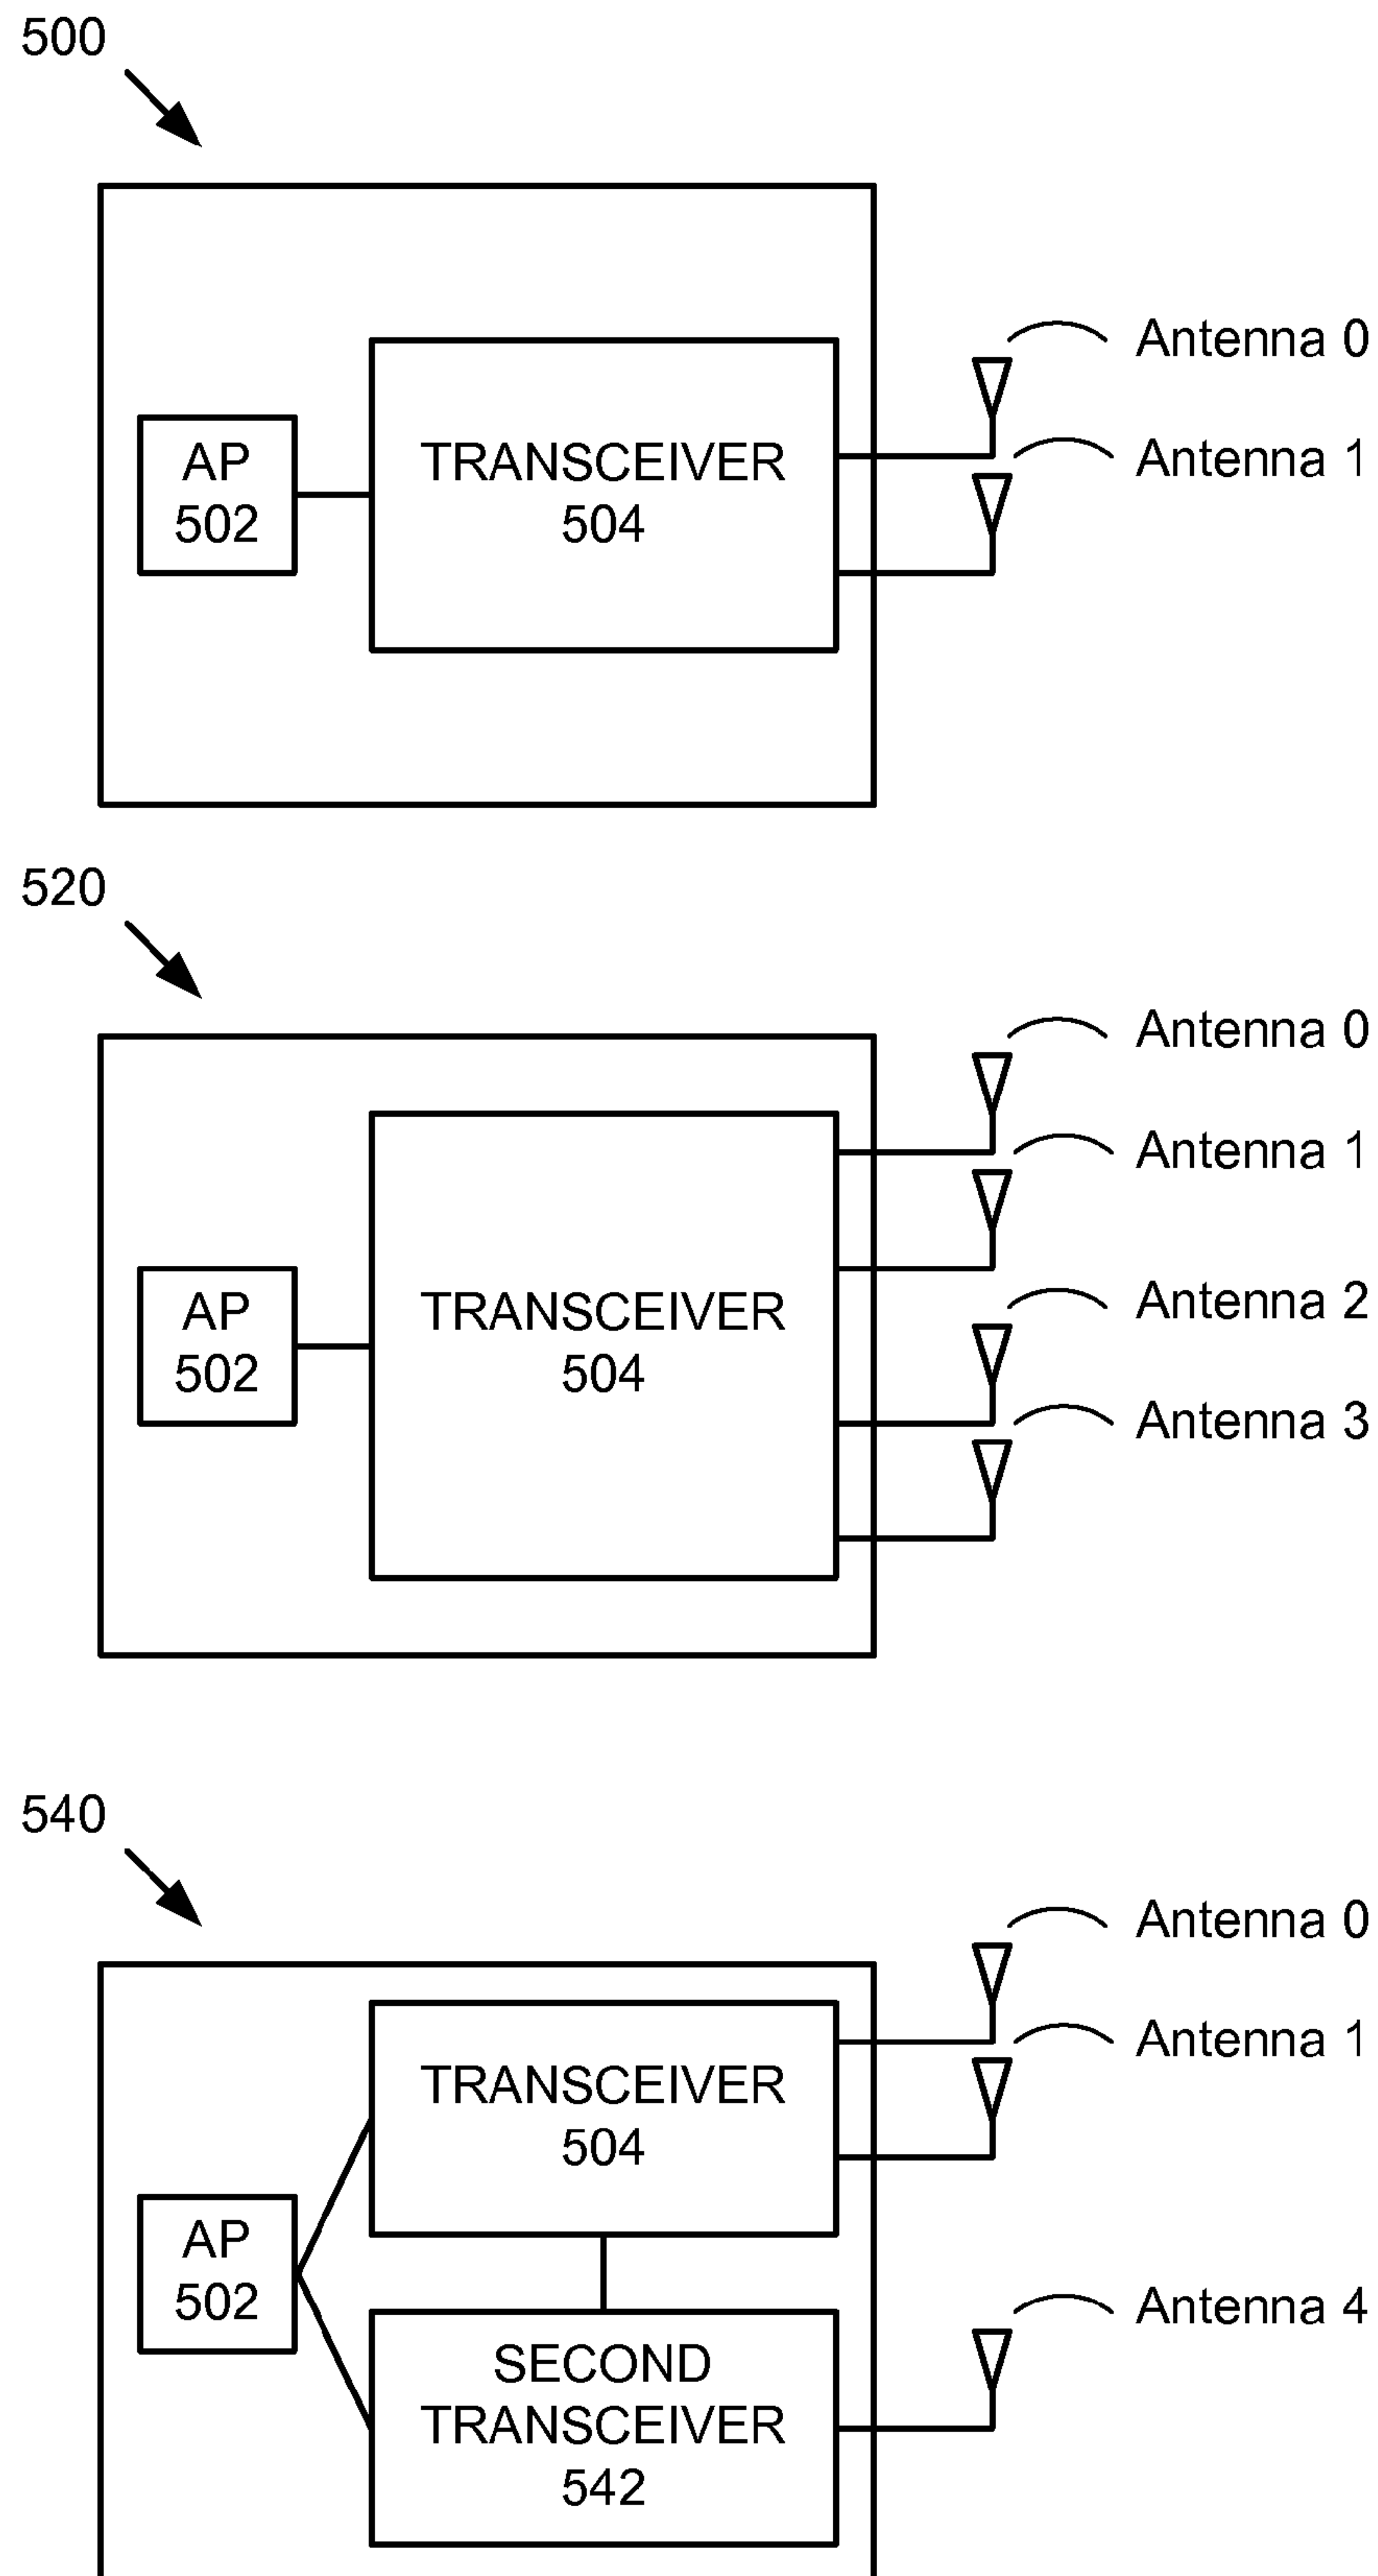 500
Antenna 0
Antenna 1
AP
502
TRANSCEIVER
504
520
Antenna 0
Antenna 1
Antenna 2
Antenna 3
AP
502
TRANSCEIVER
504
540
Antenna 0
Antenna 1
TRANSCEIVER
504
AP
502
Antenna 4
SECOND
TRANSCEIVER
542